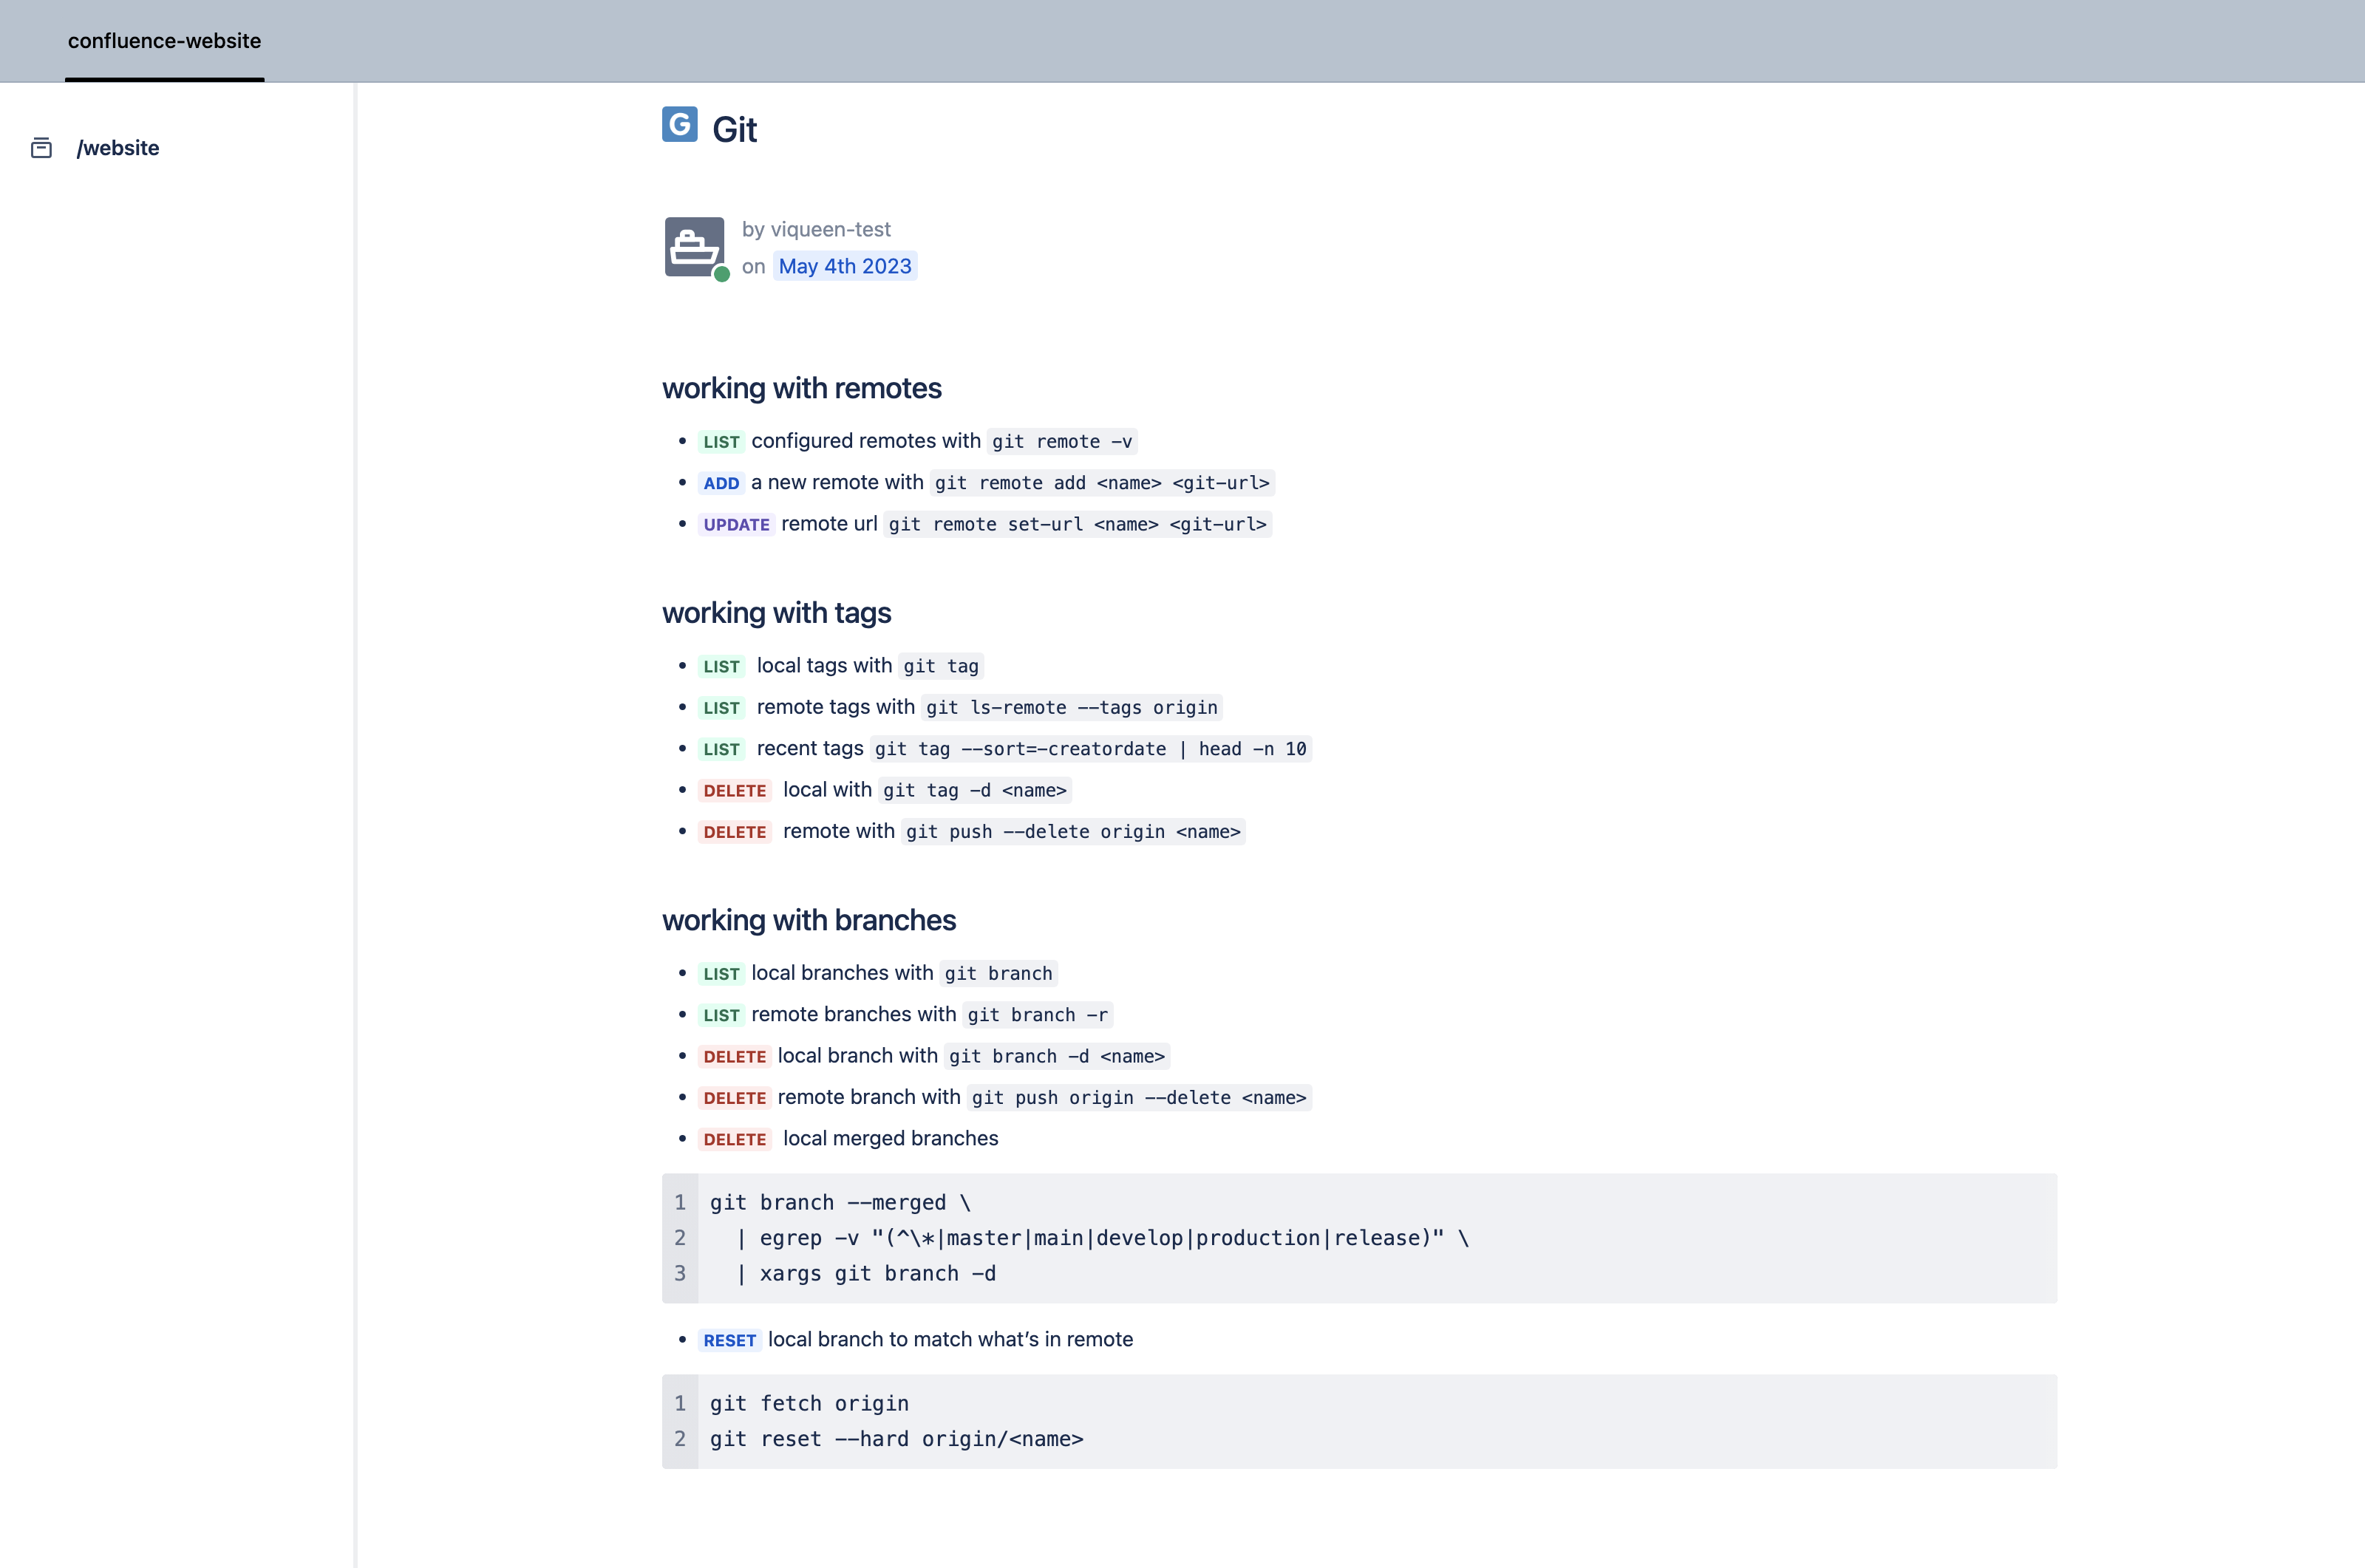 confluence-website
/website
G Git
by viqueen-test
on May 4th 2023
working with remotes
• LIST configured remotes with git remote -v
• ADD a new remote with git remote add <name> <git-url>
• UPDATE remote url git remote set-url <name> <git-url>
working with tags
• LIST local tags with git tag
• LIST remote tags with git ls-remote --tags origin
• LIST recent tags git tag --sort=-creatordate | head -n 10
• DELETE local with git tag -d <name>
• DELETE remote with git push --delete origin <name>
working with branches
• LIST local branches with git branch
• LIST remote branches with git branch -r
• DELETE local branch with git branch -d <name>
• DELETE remote branch with git push origin --delete <name>
• DELETE local merged branches
1 git branch --merged \
2   | egrep -v "(^\*|master|main|develop|production|release)" \
3   | xargs git branch -d
• RESET local branch to match what’s in remote
1 git fetch origin
2 git reset --hard origin/<name>